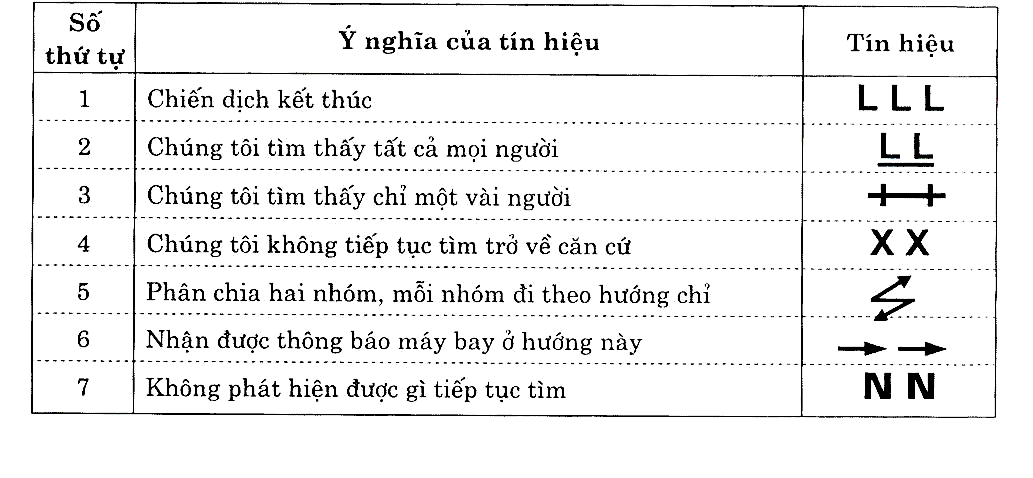 Số thứ tự Ý nghĩa của tín hiệu Tín hiệu
1 Chiến dịch kết thúc L L L
2 Chúng tôi tìm thấy tất cả mọi người L L
3 Chúng tôi tìm thấy chỉ một vài người
4 Chúng tôi không tiếp tục tìm trở về căn cứ X X
5 Phân chia hai nhóm, mỗi nhóm đi theo hướng chỉ
6 Nhận được thông báo máy bay ở hướng này
7 Không phát hiện được gì tiếp tục tìm N N